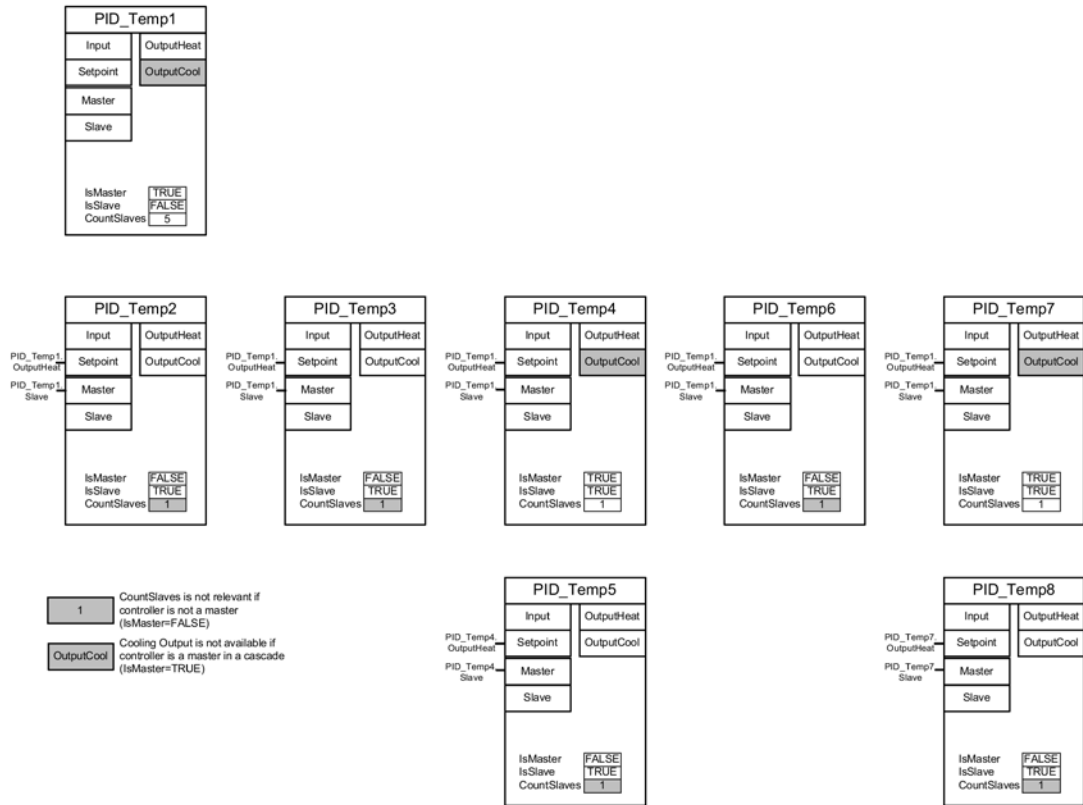 PID_Temp1
Input OutputHeat
Setpoint OutputCool
Master
Slave
IsMaster TRUE
IsSlave FALSE
CountSlaves 5
PID_Temp2
Input OutputHeat
PID_Temp1.
OutputHeat
Setpoint OutputCool
PID_Temp1.
Slave
Master
Slave
IsMaster FALSE
IsSlave TRUE
CountSlaves 1
PID_Temp3
Input OutputHeat
PID_Temp1.
OutputHeat
Setpoint OutputCool
PID_Temp1.
Slave
Master
Slave
IsMaster FALSE
IsSlave TRUE
CountSlaves 1
PID_Temp4
Input OutputHeat
PID_Temp1.
OutputHeat
Setpoint OutputCool
PID_Temp1
Slave
Master
Slave
IsMaster TRUE
IsSlave TRUE
CountSlaves 1
PID_Temp6
Input OutputHeat
PID_Temp1
OutputHeat
Setpoint OutputCool
PID_Temp1
Slave
Master
Slave
IsMaster FALSE
IsSlave TRUE
CountSlaves 1
PID_Temp7
Input OutputHeat
PID_Temp1.
OutputHeat
Setpoint OutputCool
PID_Temp1
Slave
Master
Slave
IsMaster TRUE
IsSlave TRUE
CountSlaves 1
1
CountSlaves is not relevant if
controller is not a master
(IsMaster=FALSE)
OutputCool
Cooling Output is not available if
controller is a master in a cascade
(IsMaster=TRUE)
PID_Temp5
Input OutputHeat
PID_Temp4.
OutputHeat
Setpoint OutputCool
PID_Temp4
Slave
Master
Slave
IsMaster FALSE
IsSlave TRUE
CountSlaves 1
PID_Temp8
Input OutputHeat
PID_Temp7.
OutputHeat
Setpoint OutputCool
PID_Temp7
Slave
Master
Slave
IsMaster FALSE
IsSlave TRUE
CountSlaves 1